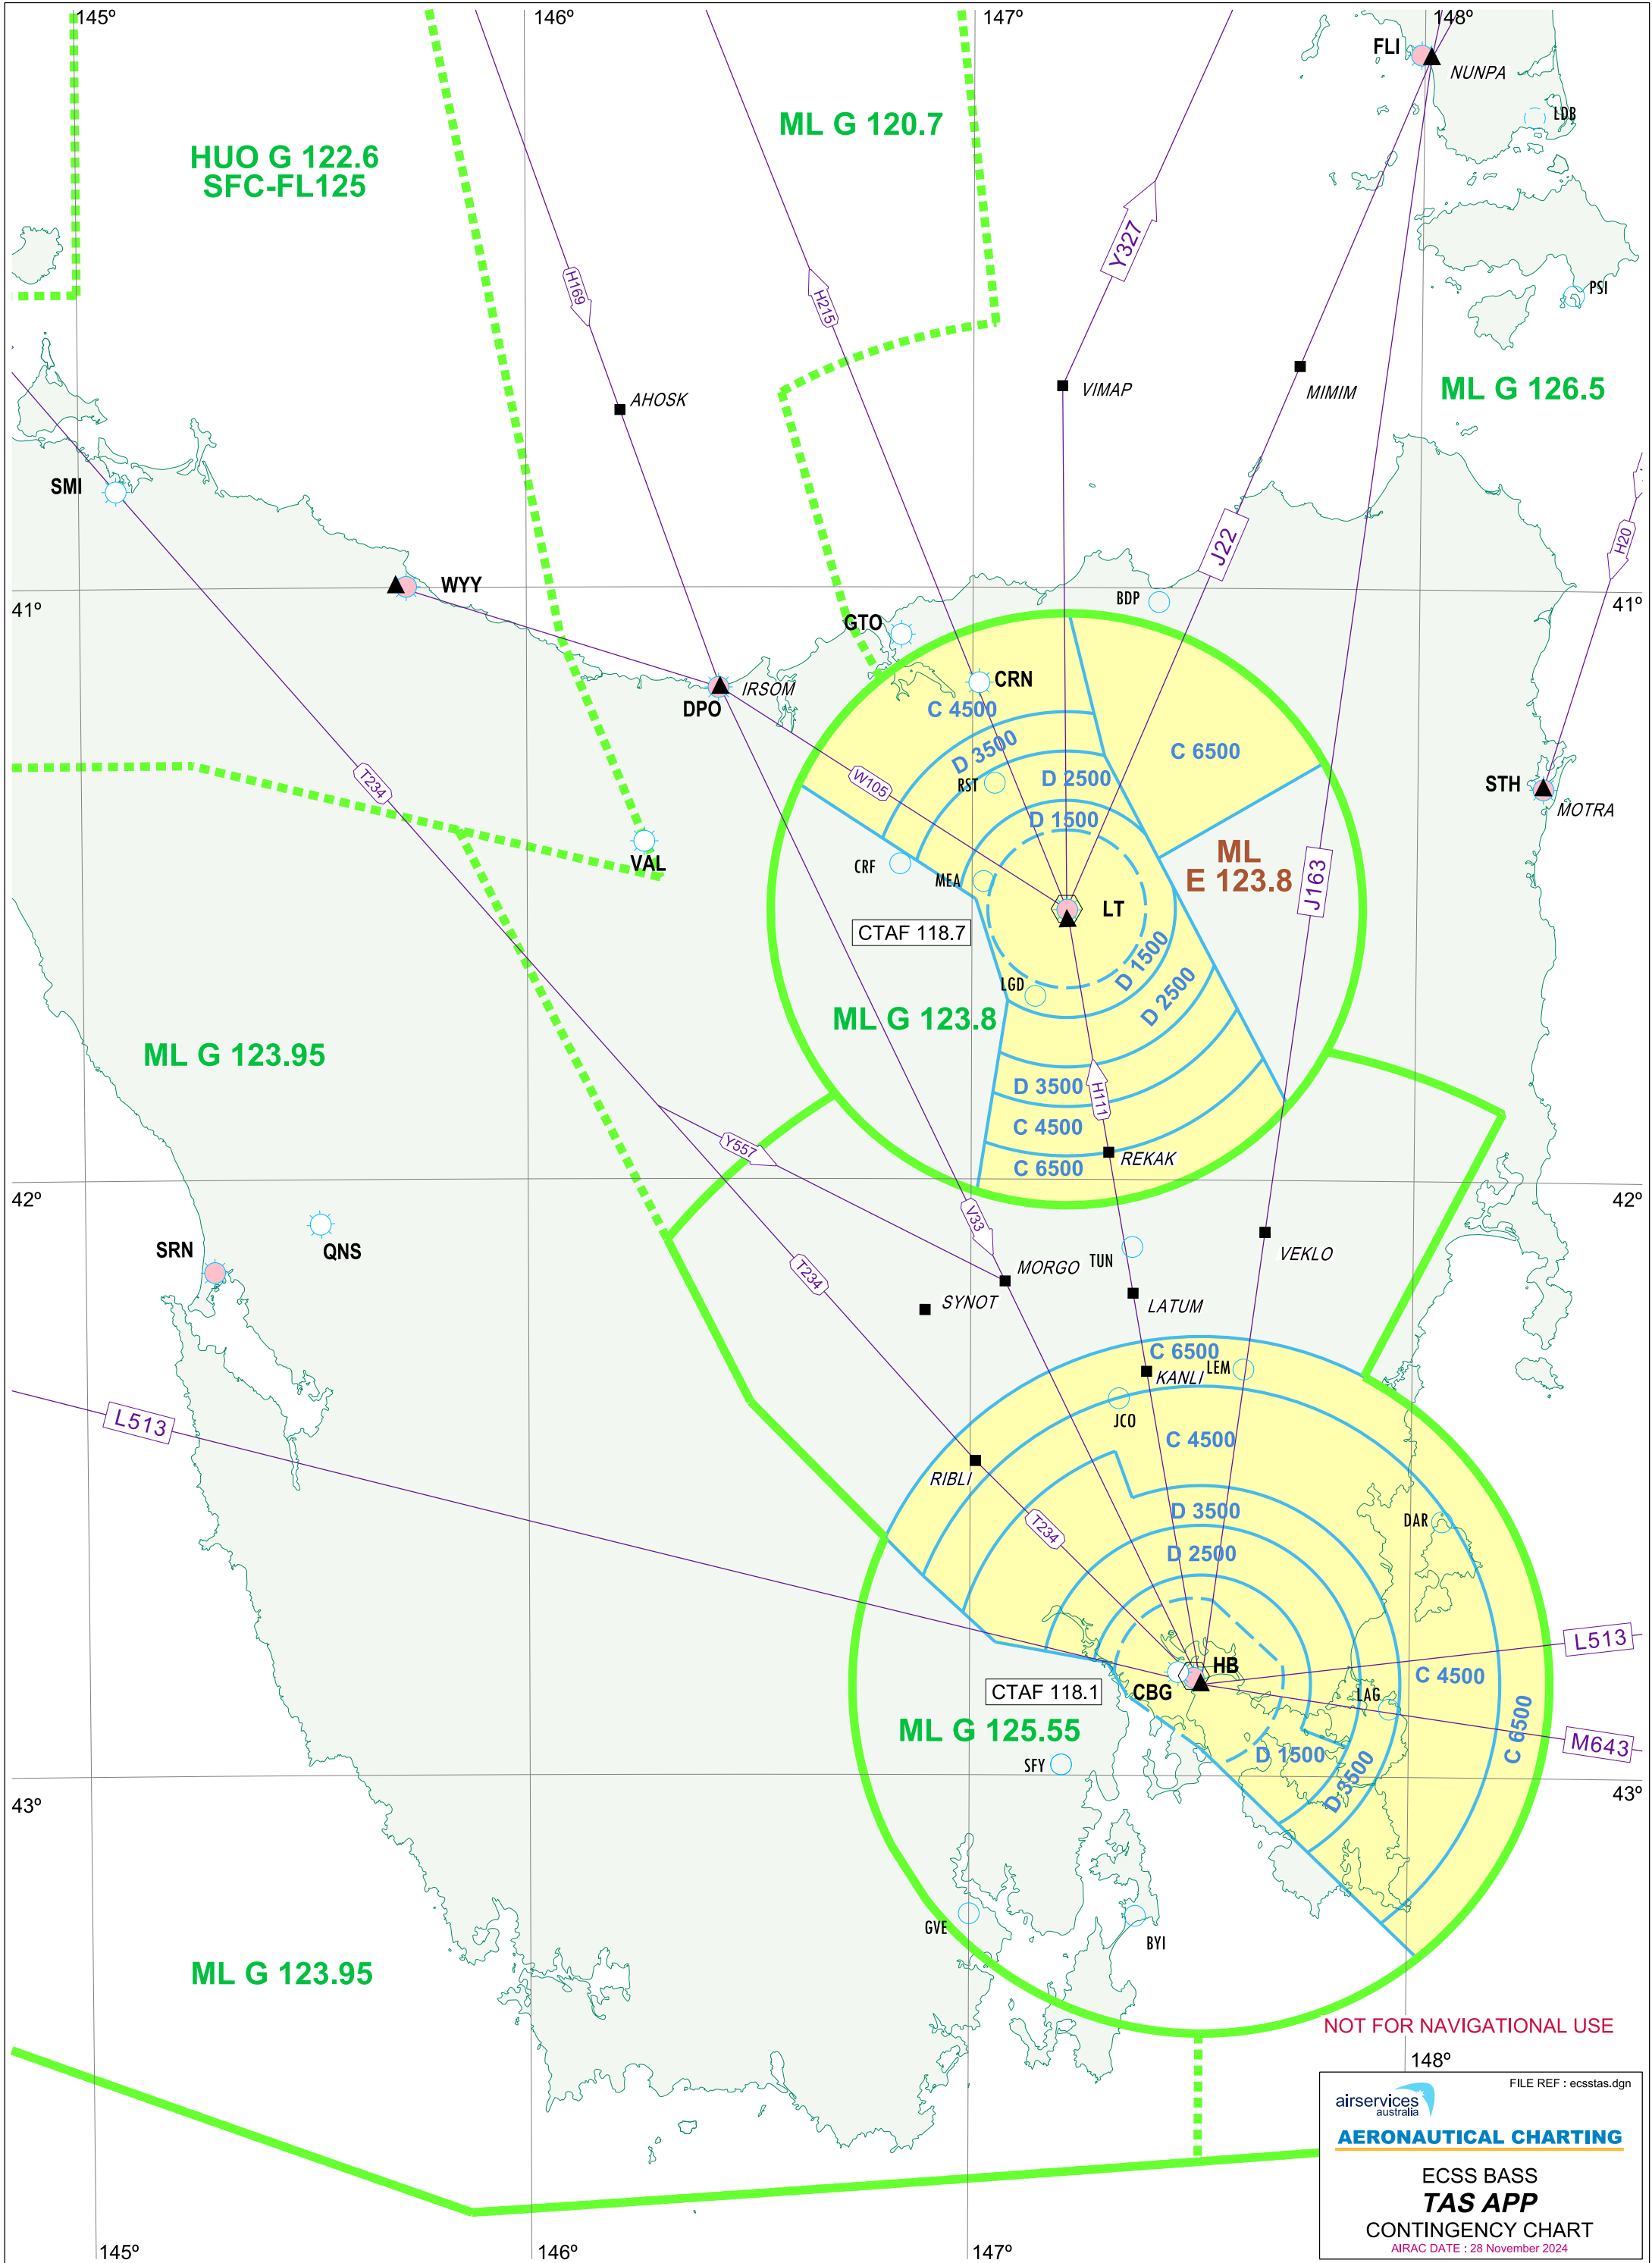 145º
146º
147º
148º
FLI
NUNPA
LDB
ML G 120.7
HUO G 122.6
SFC-FL125
Y327
H169
H215
PSI
AHOSK
VIMAP
MIMIM
ML G 126.5
SMI
J22
H20
WYY
BDP
41º
41º
GTO
CRN
IRSOM
DPO
C 4500
D 3500
C 6500
RST
D 2500
T234
W105
STH
MOTRA
D 1500
VAL
CRF
MEA
ML
E 123.8
J163
LT
CTAF 118.7
D 1500
LGD
D 2500
ML G 123.8
ML G 123.95
D 3500
H111
C 4500
Y557
REKAK
C 6500
42º
42º
V33
SRN
QNS
TUN
VEKLO
MORGO
T234
SYNOT
LATUM
C 6500
LEM
KANLI
L513
JCO
C 4500
RIBLI
D 3500
DAR
T234
D 2500
L513
HB
CBG
C 4500
CTAF 118.1
LAG
ML G 125.55
C 6500
M643
D 1500
SFY
D 3500
43º
43º
GVE
BYI
ML G 123.95
NOT FOR NAVIGATIONAL USE
148º
FILE REF : ecsstas.dgn
airservices
australia
AERONAUTICAL CHARTING
ECSS BASS
TAS APP
CONTINGENCY CHART
AIRAC DATE : 28 November 2024
145º
146º
147º